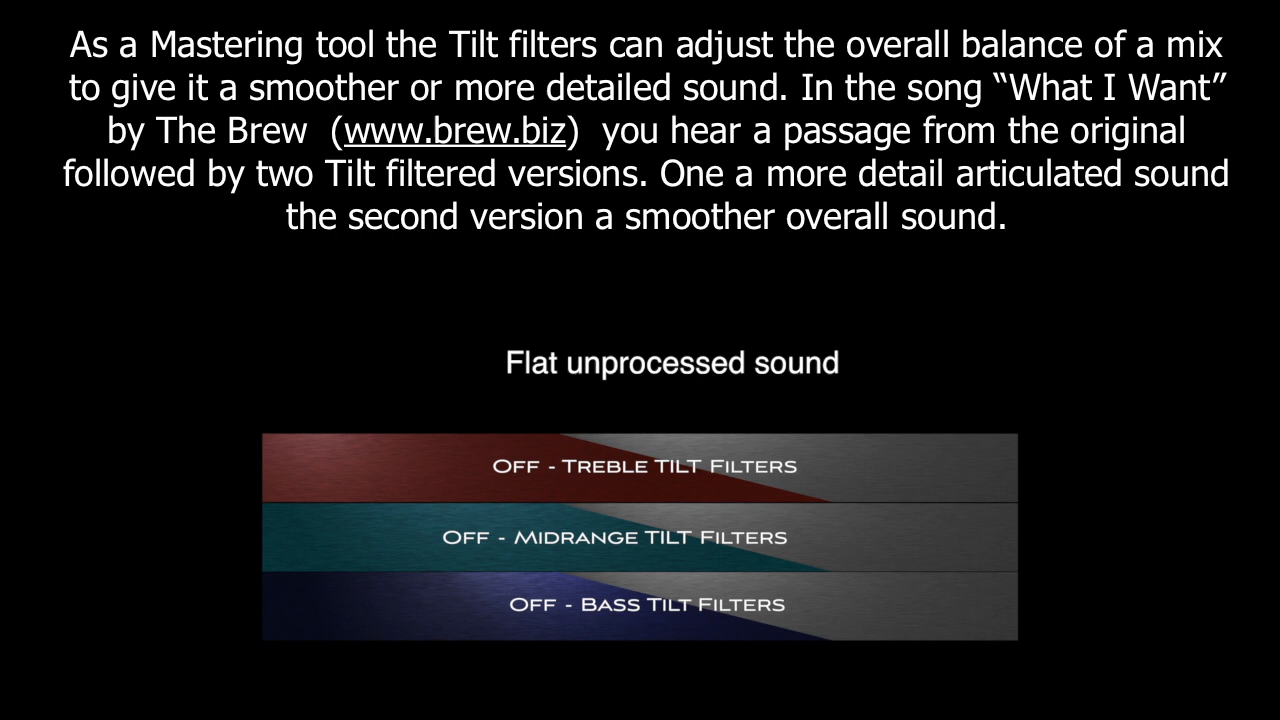 As a Mastering tool the Tilt filters can adjust the overall balance of a mix
to give it a smoother or more detailed sound. In the song “What I Want”
by The Brew  (www.brew.biz)  you hear a passage from the original
followed by two Tilt filtered versions. One a more detail articulated sound
the second version a smoother overall sound.
Flat unprocessed sound
Off - Treble Tilt Filters
Off - Midrange Tilt Filters
Off - Bass Tilt Filters